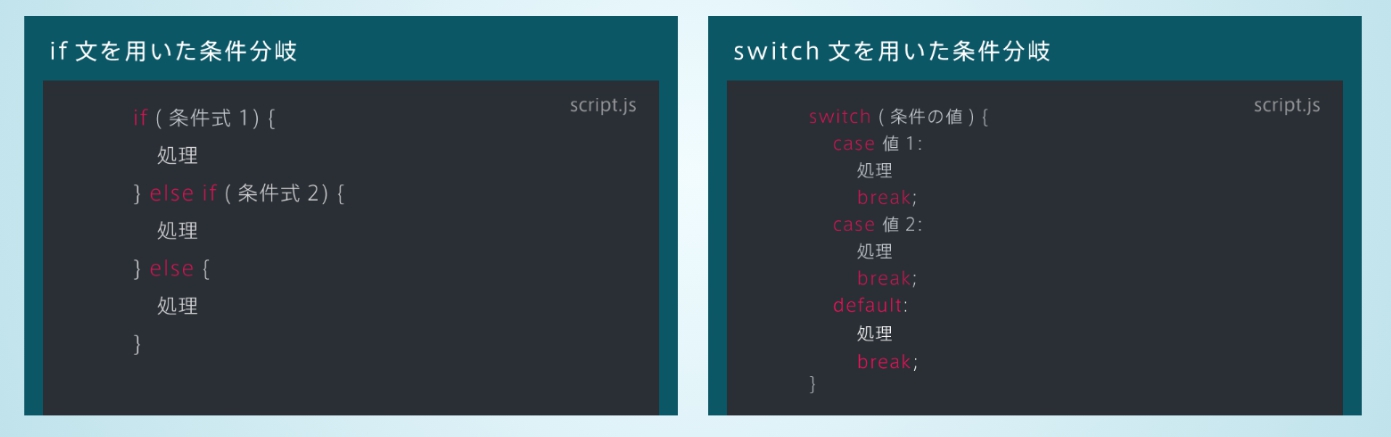 if 文を用いた条件分岐
script.js
if ( 条件式 1) {
処理
} else if ( 条件式 2) {
処理
} else {
処理
}
switch 文を用いた条件分岐
script.js
switch ( 条件の値 ) {
case 値 1:
処理
break;
case 値 2:
処理
break;
default:
処理
break;
}